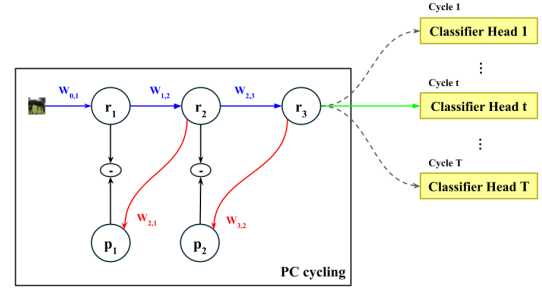 Cycle 1
Classifier Head 1
⋮
W0,1
W1,2
W2,3
Cycle t
r1
r2
r3
Classifier Head t
⋮
-
-
Cycle T
W2,1
W3,2
Classifier Head T
p1
p2
PC cycling